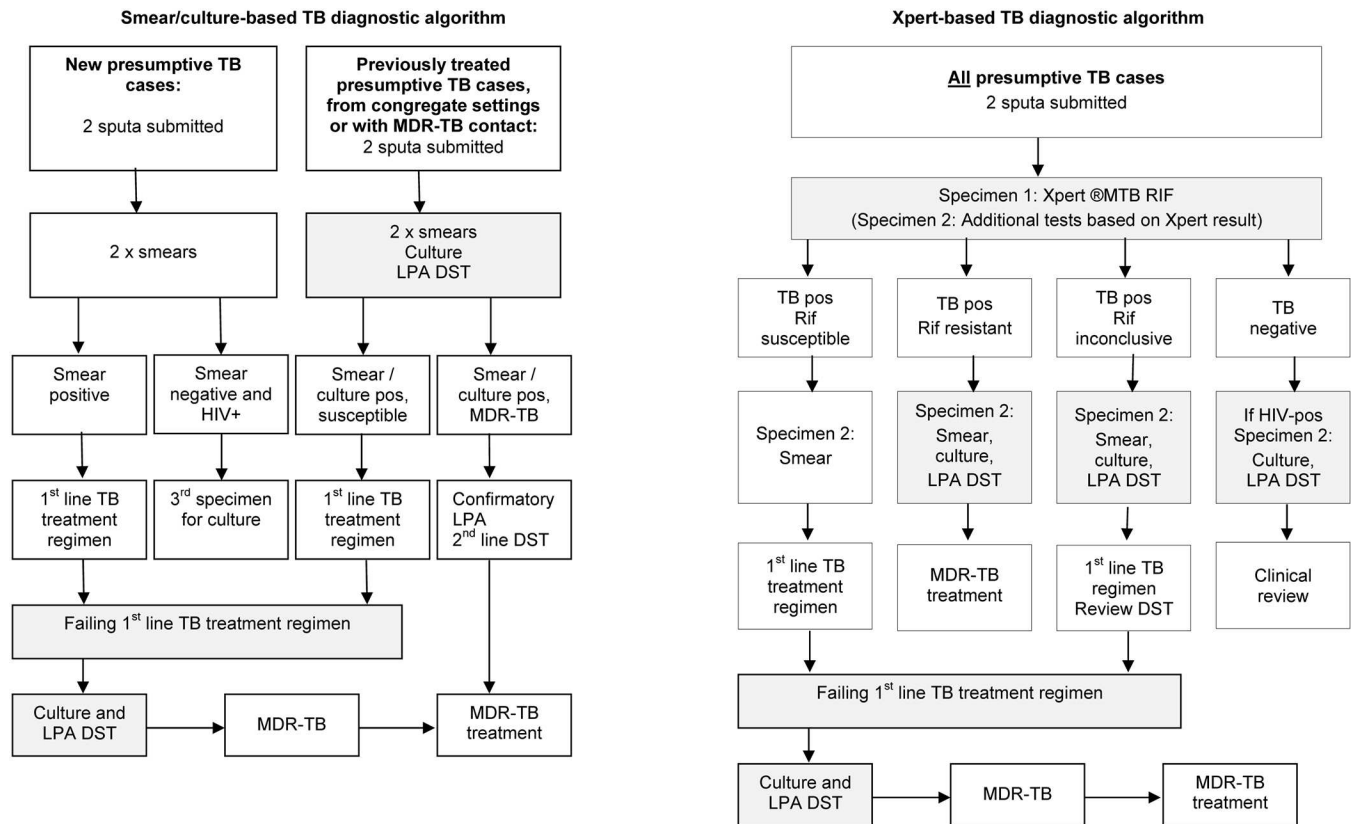 Smear/culture-based TB diagnostic algorithm
New presumptive TB
cases:
2 sputa submitted
Previously treated
presumptive TB cases,
from congregate settings
or with MDR-TB contact:
2 sputa submitted
2 x smears
2 x smears
Culture
LPA DST
Smear
positive
Smear
negative and
HIV+
Smear /
culture pos,
susceptible
Smear /
culture pos,
MDR-TB
1st line TB
treatment
regimen
3rd specimen
for culture
1st line TB
treatment
regimen
Confirmatory
LPA
2nd line DST
Failing 1st line TB treatment regimen
Culture and
LPA DST
MDR-TB
MDR-TB
treatment
Xpert-based TB diagnostic algorithm
All presumptive TB cases
2 sputa submitted
Specimen 1: Xpert ®MTB RIF
(Specimen 2: Additional tests based on Xpert result)
TB pos
Rif
susceptible
TB pos
Rif resistant
TB pos
Rif
inconclusive
TB
negative
Specimen 2:
Smear
Specimen 2:
Smear,
culture,
LPA DST
Specimen 2:
Smear,
culture,
LPA DST
If HIV-pos
Specimen 2:
Culture,
LPA DST
1st line TB
treatment
regimen
MDR-TB
treatment
1st line TB
regimen
Review DST
Clinical
review
Failing 1st line TB treatment regimen
Culture and
LPA DST
MDR-TB
MDR-TB
treatment